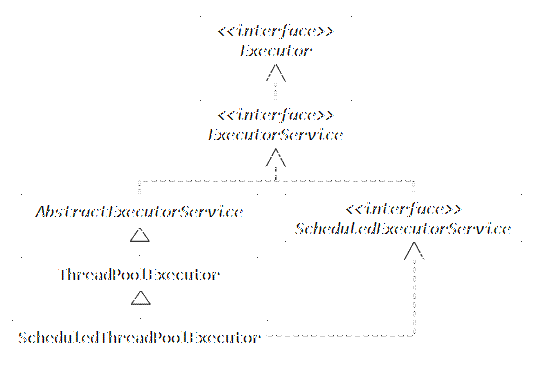 <<interface>>
Executor
<<interface>>
ExecutorService
AbstractExecutorService
<<interface>>
ScheduledExecutorService
ThreadPoolExecutor
ScheduledThreadPoolExecutor